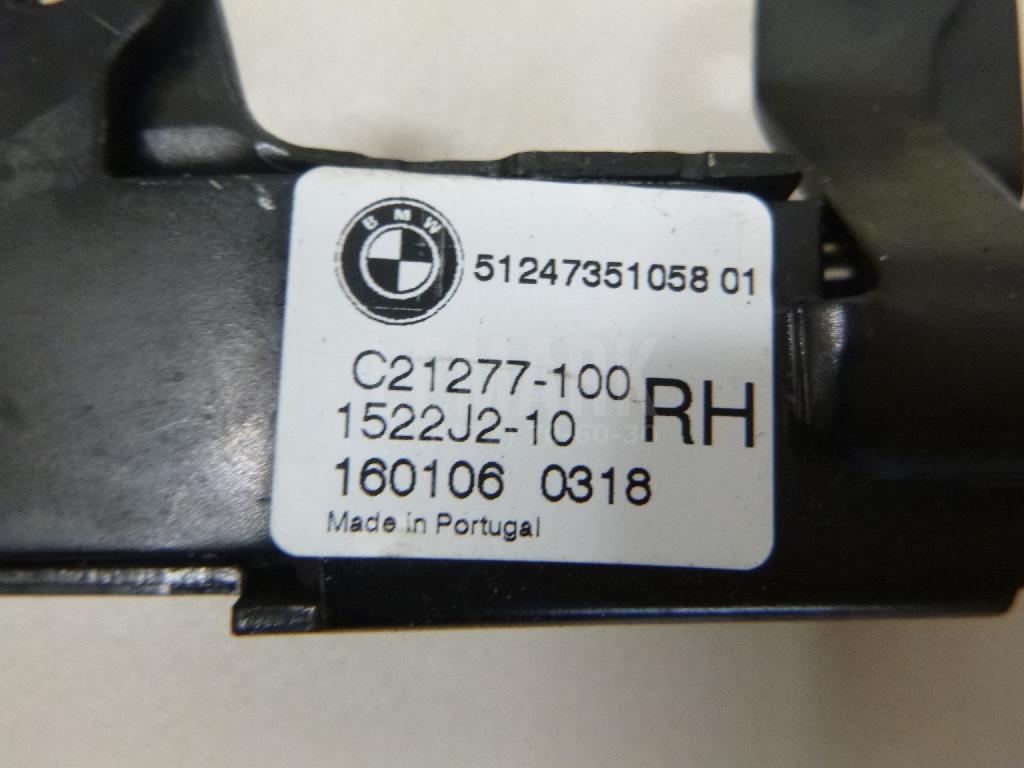 BMW
51247351058 01
C21277-100
1522J2-10
RH
160106 0318
Made in Portugal